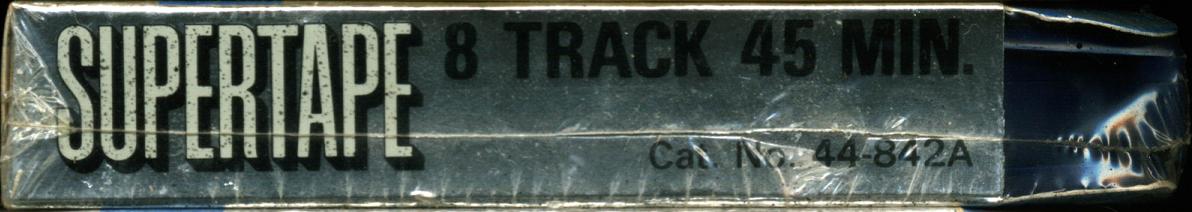 SUPERTAPE 8 TRACK 45 MIN.
Cat. No. 44-842A